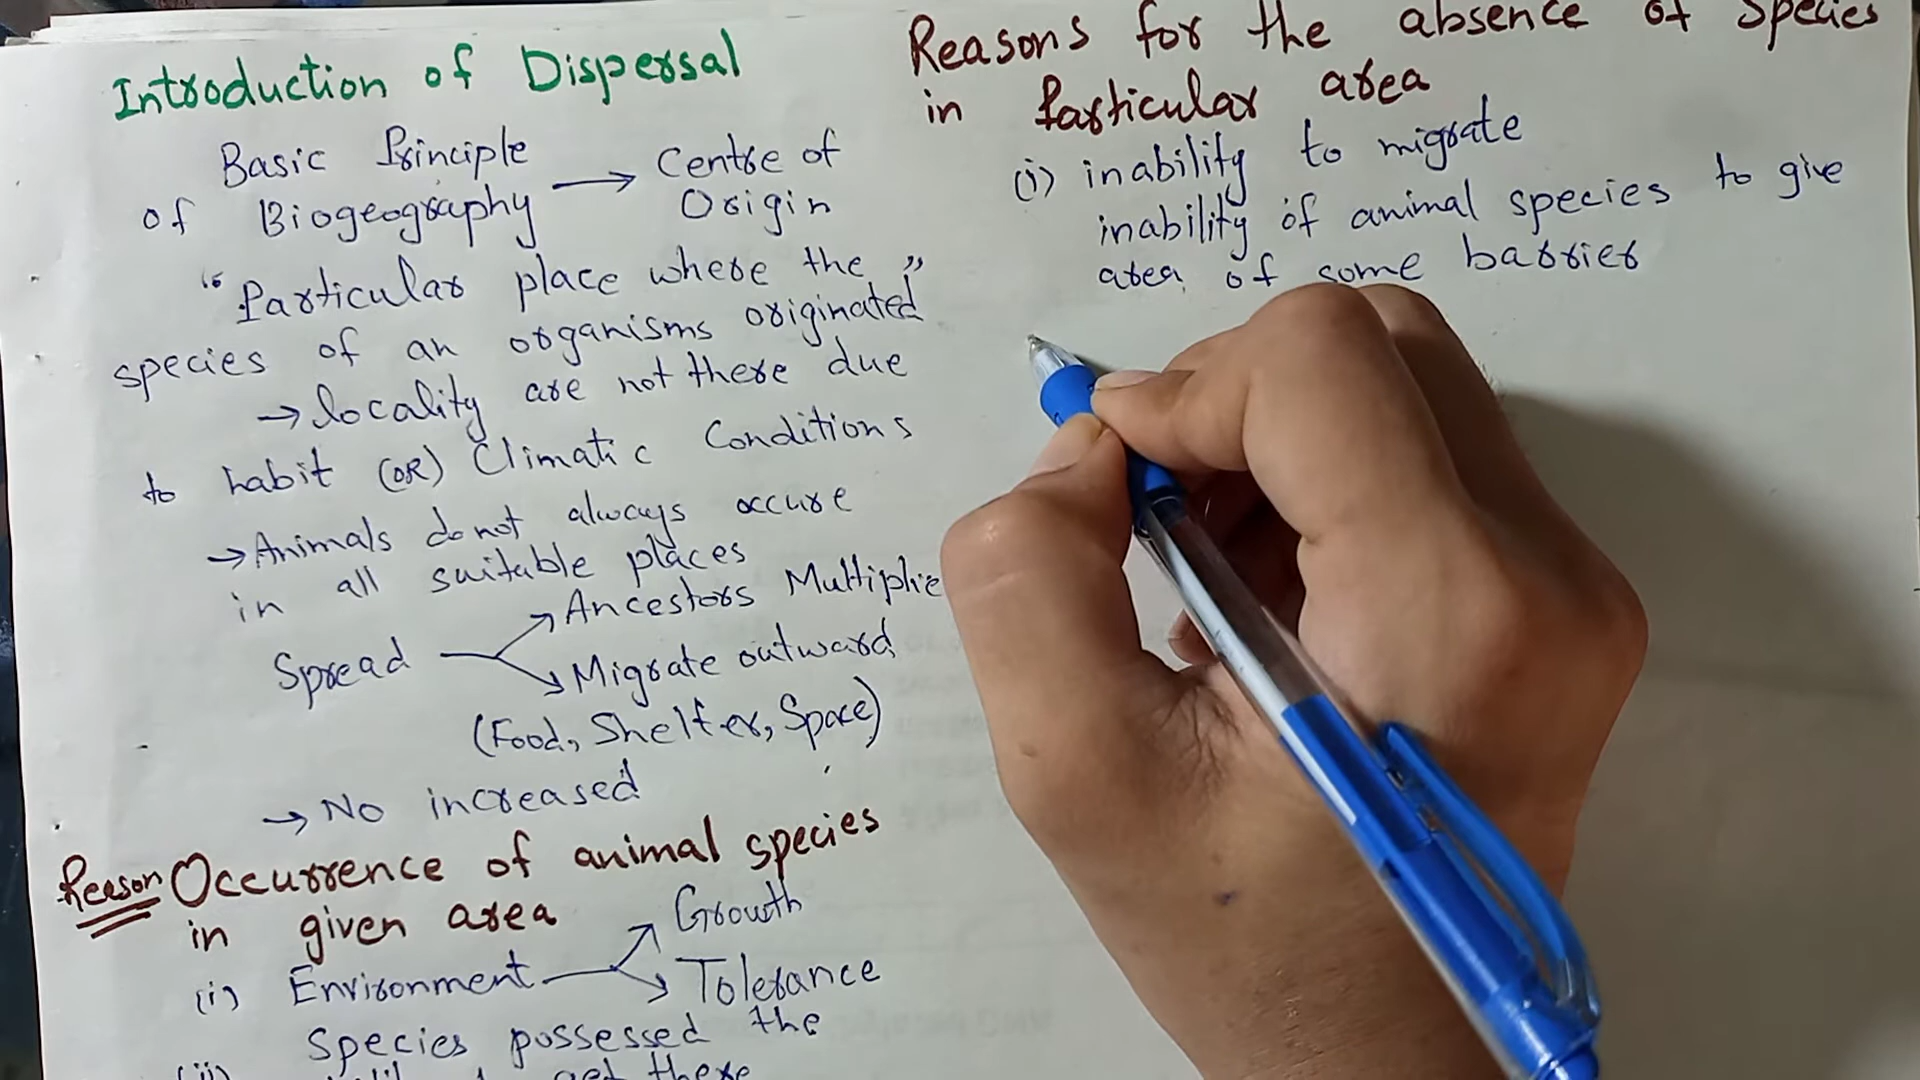 Introduction of Dispersal
Basic Principle
of Biogeography → Centre of
Origin
"Particular place where the"
species of an organisms originated
→ locality are not there due
to habit (OR) Climatic Conditions
→ Animals do not always occure
in all suitable places
Spread → Ancestors Multiplie
→ Migrate outward
(Food, Shelter, Space)
→ No increased
Reason Occurrence of animal species
in given area
(i) Environment → Growth
→ Tolerance
Species possessed the
(ii) get there
Reasons for the absence of Species
in Particular area
(i) inability to migrate
inability of animal species to give
area of some barrier